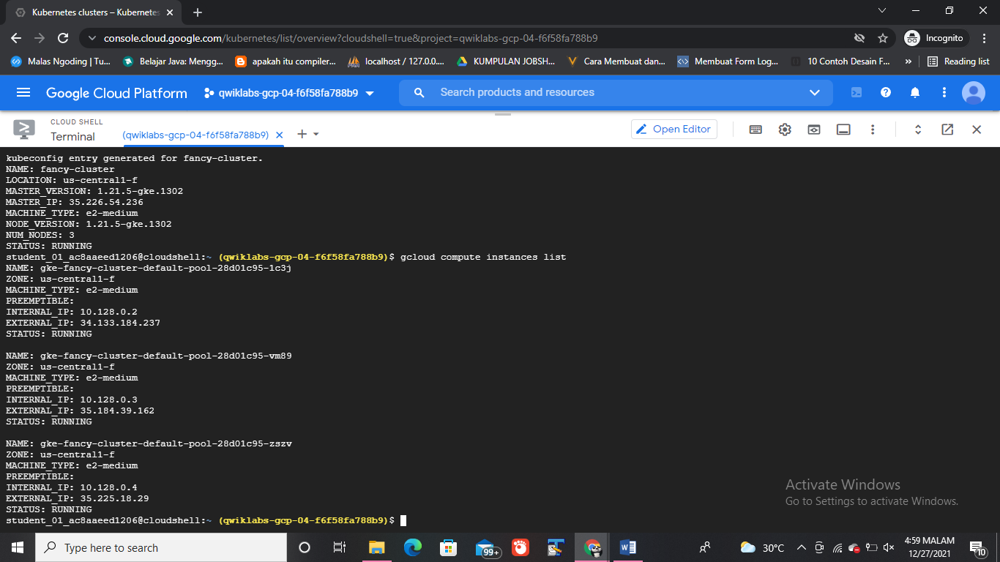 Kubernetes clusters – Kubernetes
console.cloud.google.com/kubernetes/list/overview?cloudshell=true&project=qwiklabs-gcp-04-f6f58fa788b9
Incognito
Malas Ngoding | Tu...
Belajar Java: Mengg...
apakah itu compiler...
localhost / 127.0.0....
KUMPULAN JOBSH...
Cara Membuat dan...
Membuat Form Log...
10 Contoh Desain F...
»
Reading list
Google Cloud Platform
qwiklabs-gcp-04-f6f58fa788b9
Search products and resources
CLOUD SHELL
Terminal
(qwiklabs-gcp-04-f6f58fa788b9)
Open Editor
kubeconfig entry generated for fancy-cluster.
NAME: fancy-cluster
LOCATION: us-central1-f
MASTER_VERSION: 1.21.5-gke.1302
MASTER_IP: 35.226.54.236
MACHINE_TYPE: e2-medium
NODE_VERSION: 1.21.5-gke.1302
NUM_NODES: 3
STATUS: RUNNING
student_01_ac8aaeed1206@cloudshell:~ (qwiklabs-gcp-04-f6f58fa788b9)$ gcloud compute instances list
NAME: gke-fancy-cluster-default-pool-28d01c95-1c3j
ZONE: us-central1-f
MACHINE_TYPE: e2-medium
PREEMPTIBLE:
INTERNAL_IP: 10.128.0.2
EXTERNAL_IP: 34.133.184.237
STATUS: RUNNING
NAME: gke-fancy-cluster-default-pool-28d01c95-vm89
ZONE: us-central1-f
MACHINE_TYPE: e2-medium
PREEMPTIBLE:
INTERNAL_IP: 10.128.0.3
EXTERNAL_IP: 35.184.39.162
STATUS: RUNNING
NAME: gke-fancy-cluster-default-pool-28d01c95-zszv
ZONE: us-central1-f
MACHINE_TYPE: e2-medium
PREEMPTIBLE:
INTERNAL_IP: 10.128.0.4
EXTERNAL_IP: 35.225.18.29
STATUS: RUNNING
student_01_ac8aaeed1206@cloudshell:~ (qwiklabs-gcp-04-f6f58fa788b9)$
Activate Windows
Go to Settings to activate Windows.
Type here to search
99+
30°C
4:59 MALAM
12/27/2021
10